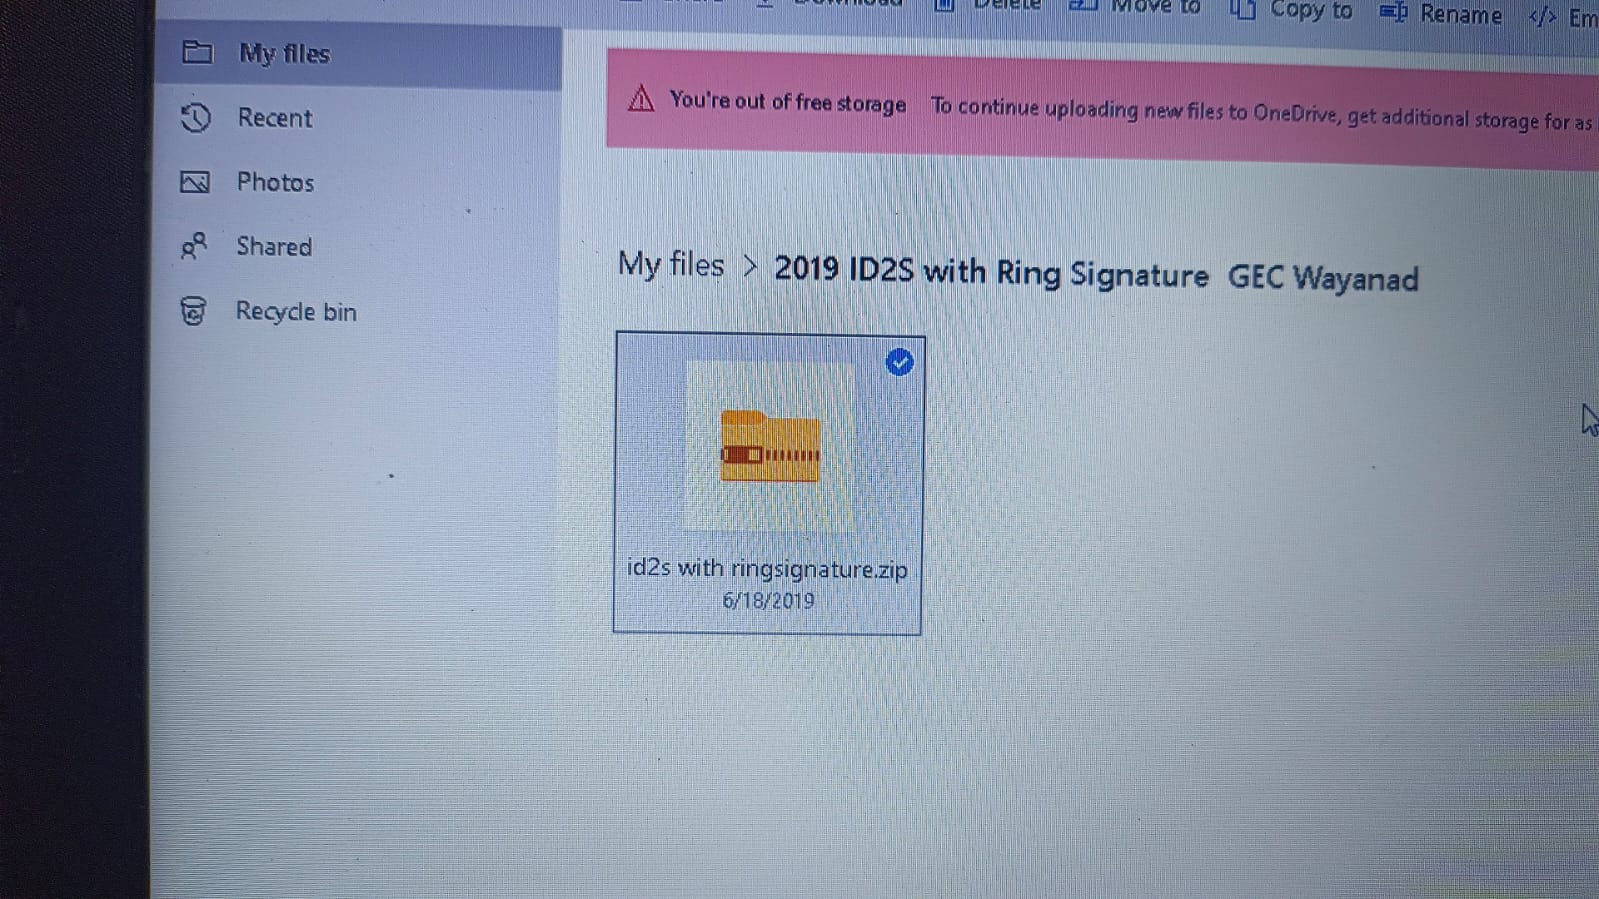 Delete Move to Copy to Rename </> Em
My files
Recent
Photos
Shared
Recycle bin
You're out of free storage To continue uploading new files to OneDrive, get additional storage for as
My files > 2019 ID2S with Ring Signature GEC Wayanad
id2s with ringsignature.zip
6/18/2019